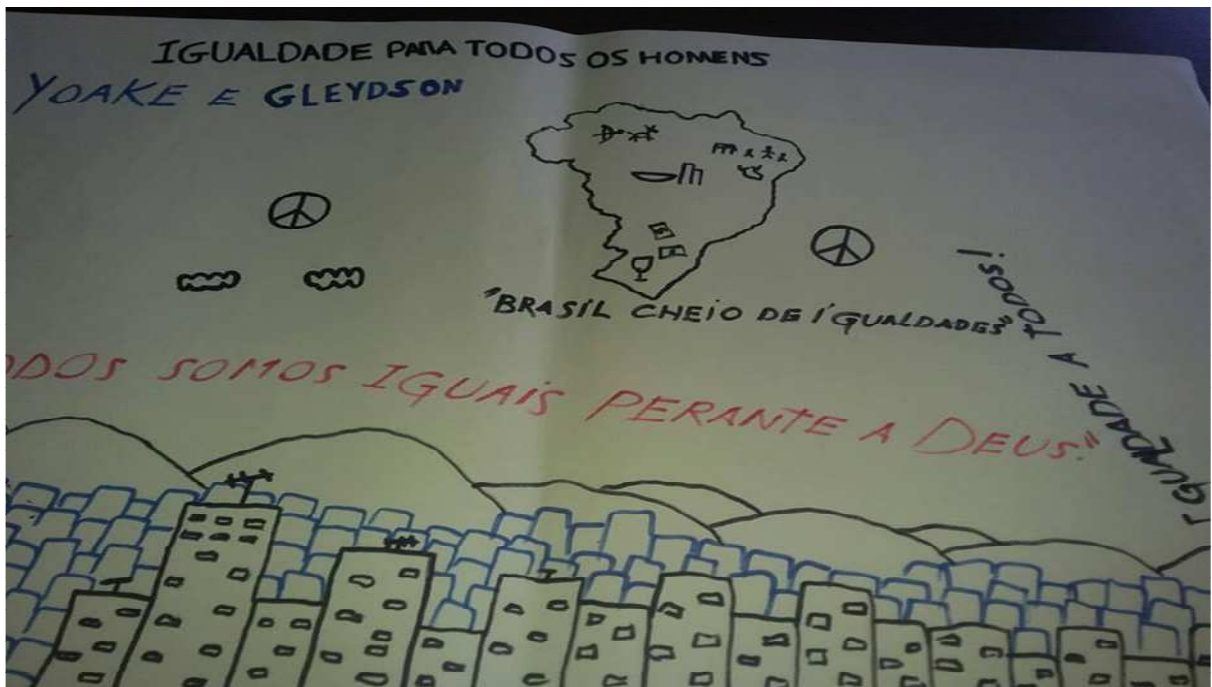 IGUALDADE PARA TODOS OS HOMENS
YOAKE E GLEYDSON
"BRASIL CHEIO DE IGUALDADES"
IGUALDADE A TODOS!
ODOS SOMOS IGUAIS PERANTE A DEUS."